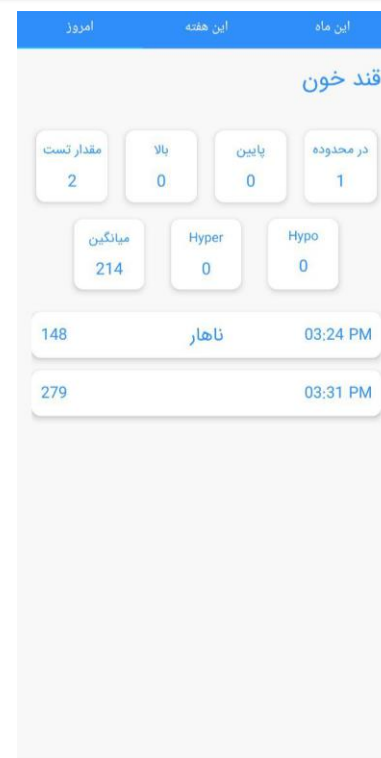 این ماه این هفته امروز
قند خون
در محدوده پایین بالا مقدار تست
1 0 0 2
Hypo Hyper میانگین
0 0 214
03:24 PM ناهار 148
03:31 PM 279